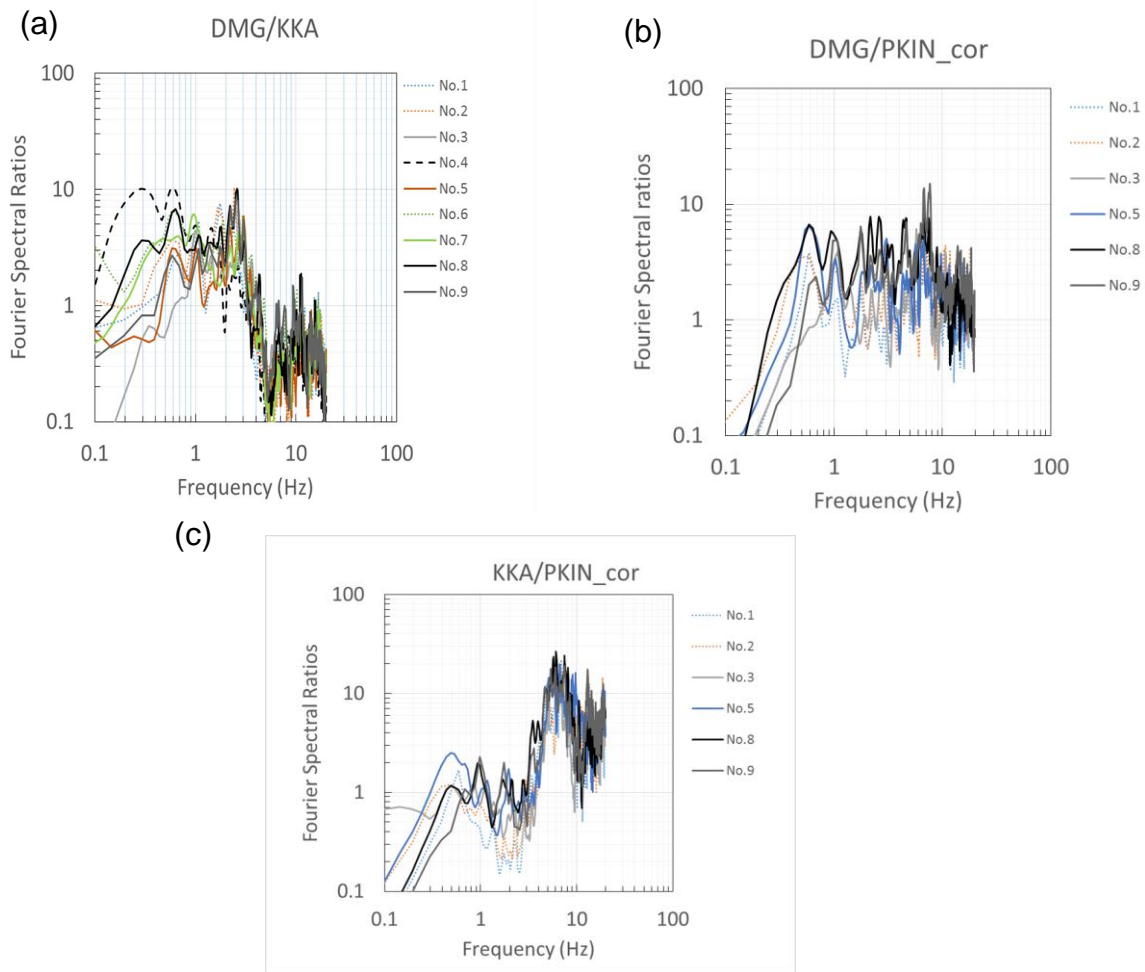 (a)
DMG/KKA
Fourier Spectral Ratios
100
10
1
0.1
0.1 1 10 100
Frequency (Hz)
No.1
No.2
No.3
No.4
No.5
No.6
No.7
No.8
No.9
(b)
DMG/PKIN_cor
Fourier Spectral ratios
100
10
1
0.1
0.1 1 10 100
Frequency (Hz)
No.1
No.2
No.3
No.5
No.8
No.9
(c)
KKA/PKIN_cor
Fourier Spectral Ratios
100
10
1
0.1
0.1 1 10 100
Frequency (Hz)
No.1
No.2
No.3
No.5
No.8
No.9